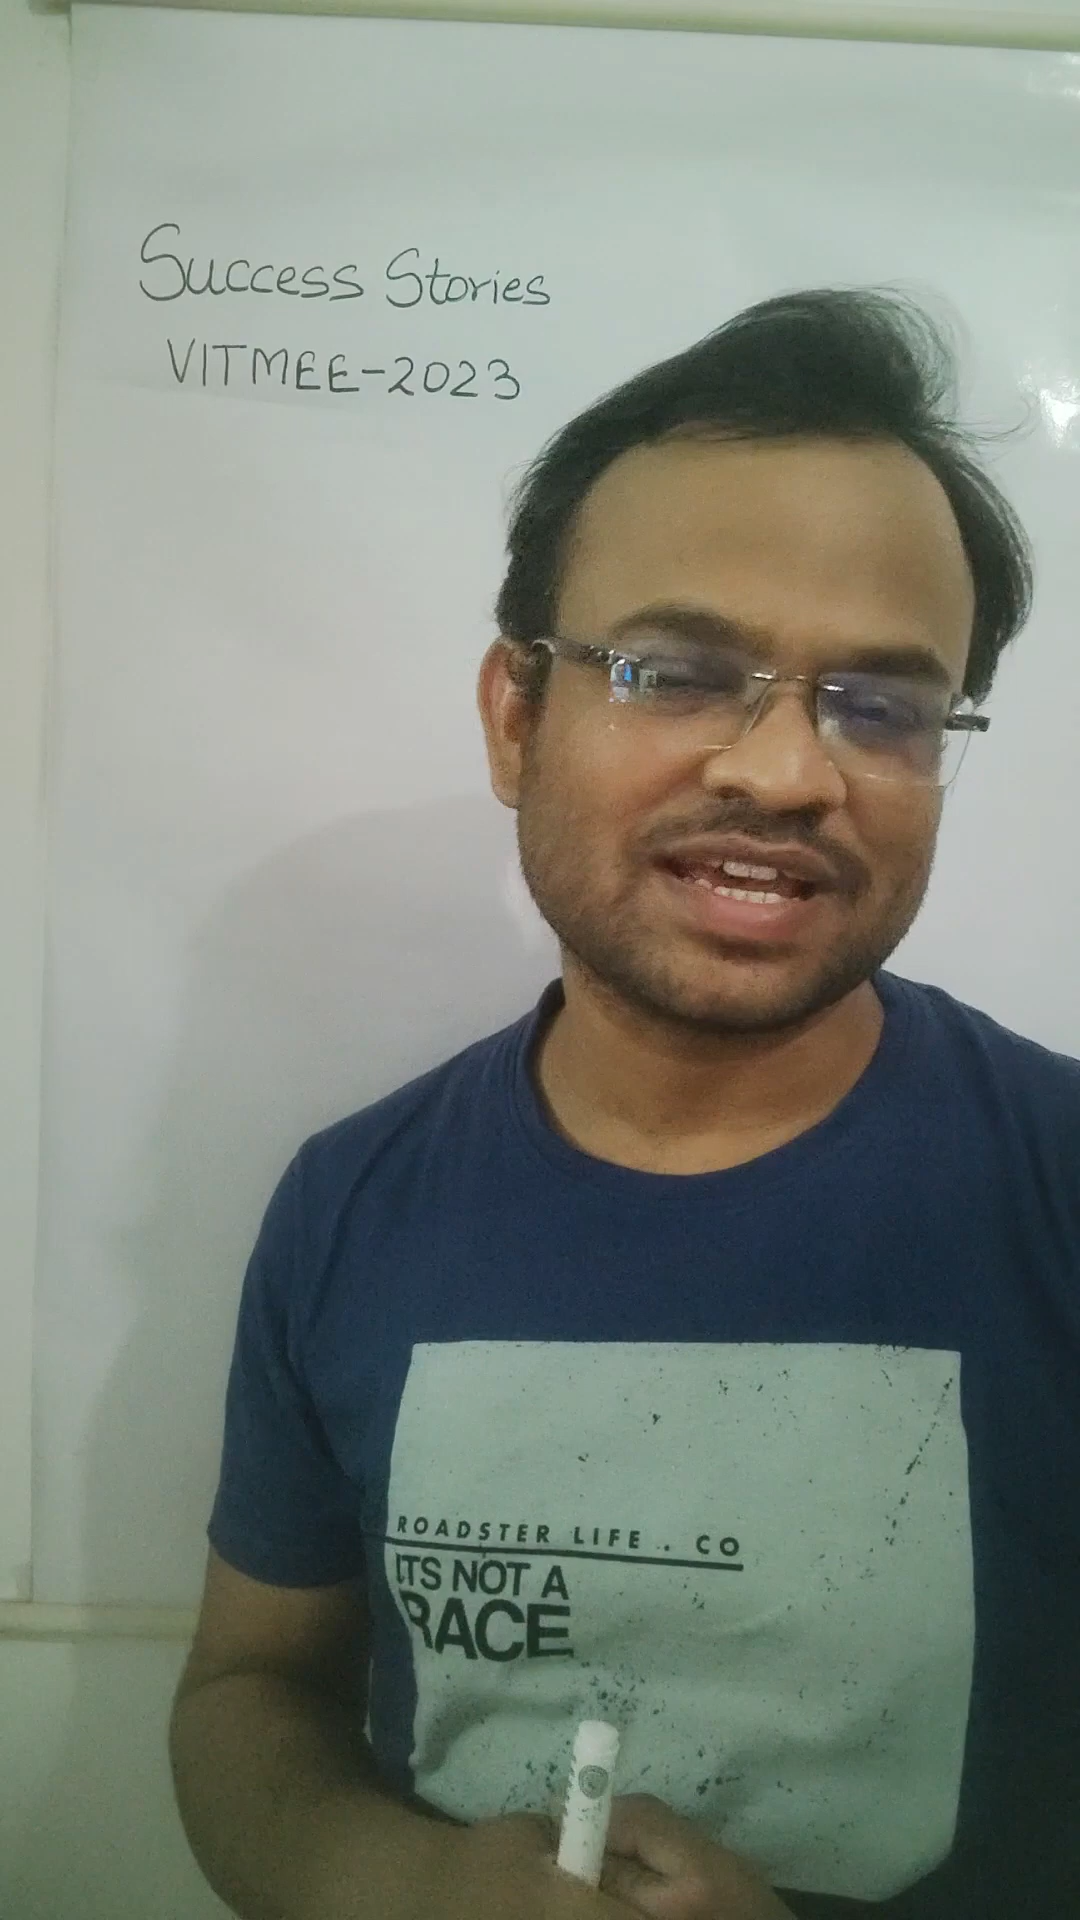 Success Stories
VITMEE-2023
ROADSTER LIFE . CO
ITS NOT A
RACE